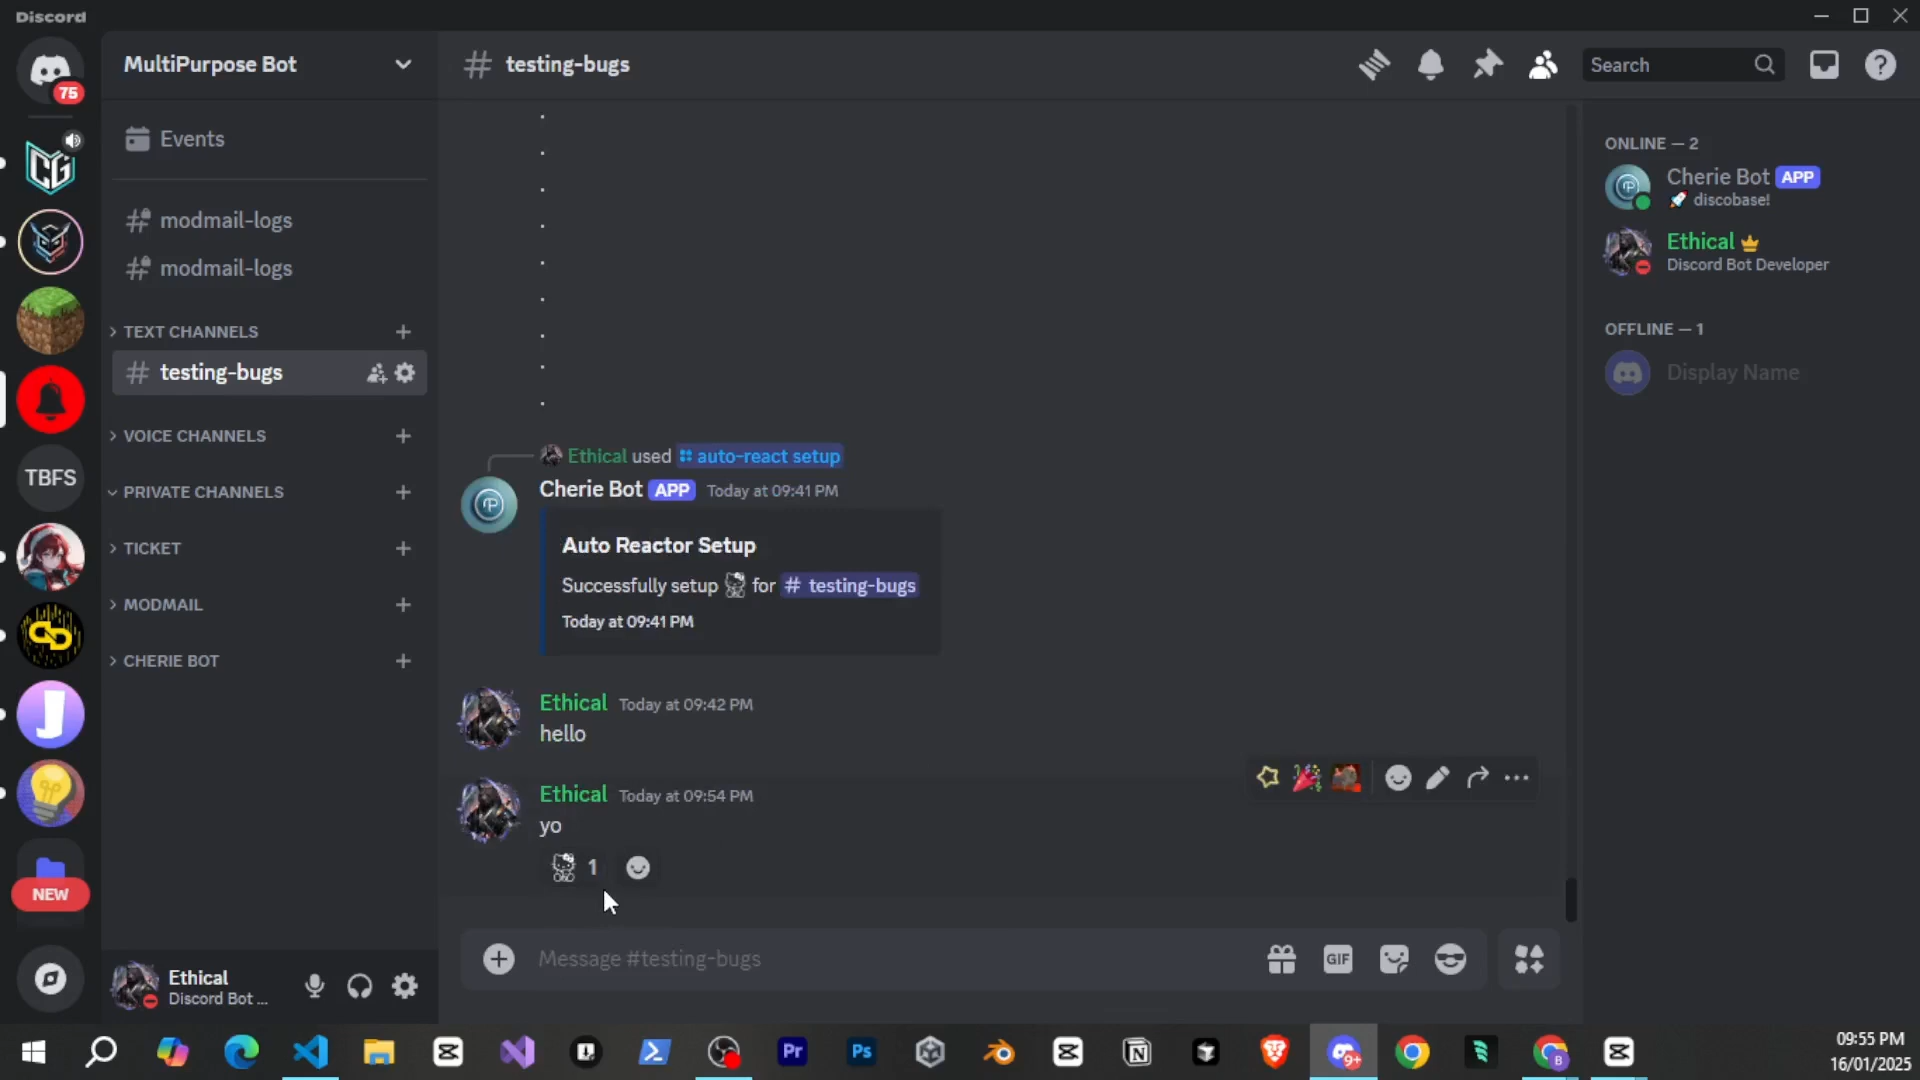 Discord
75
MultiPurpose Bot
testing-bugs
Search
Events
modmail-logs
modmail-logs
TEXT CHANNELS
testing-bugs
VOICE CHANNELS
TBFS
PRIVATE CHANNELS
TICKET
MODMAIL
CHERIE BOT
NEW
Ethical
Discord Bot ...
.
.
.
.
.
.
.
.
.
Ethical used auto-react setup
Cherie Bot APP Today at 09:41 PM
Auto Reactor Setup
Successfully setup for # testing-bugs
Today at 09:41 PM
Ethical Today at 09:42 PM
hello
Ethical Today at 09:54 PM
yo
1
Message #testing-bugs
GIF
ONLINE — 2
Cherie Bot APP
discobase!
Ethical
Discord Bot Developer
OFFLINE — 1
Display Name
Pr
Ps
9+
B
09:55 PM
16/01/2025